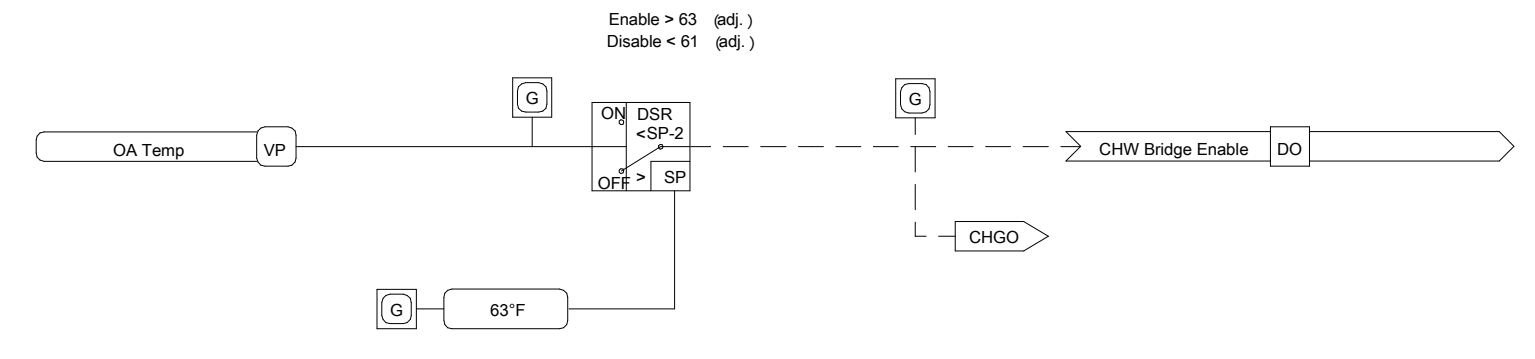 Enable > 63 (adj. )
Disable < 61 (adj. )
G
G
ON
DSR
<SP-2
OA Temp
VP
CHW Bridge Enable
DO
OFF
>
SP
CHGO
G
63°F